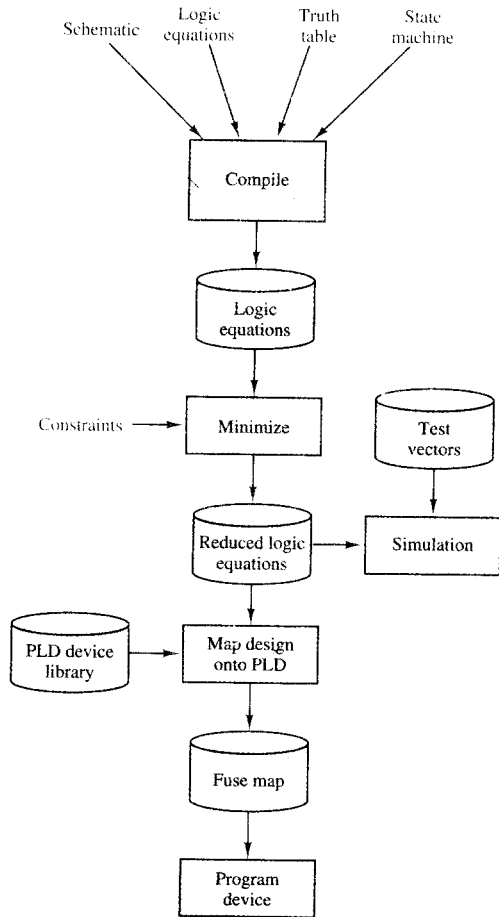 Schematic
Logic
equations
Truth
table
State
machine
Compile
Logic
equations
Constraints
Minimize
Test
vectors
Reduced logic
equations
Simulation
PLD device
library
Map design
onto PLD
Fuse map
Program
device